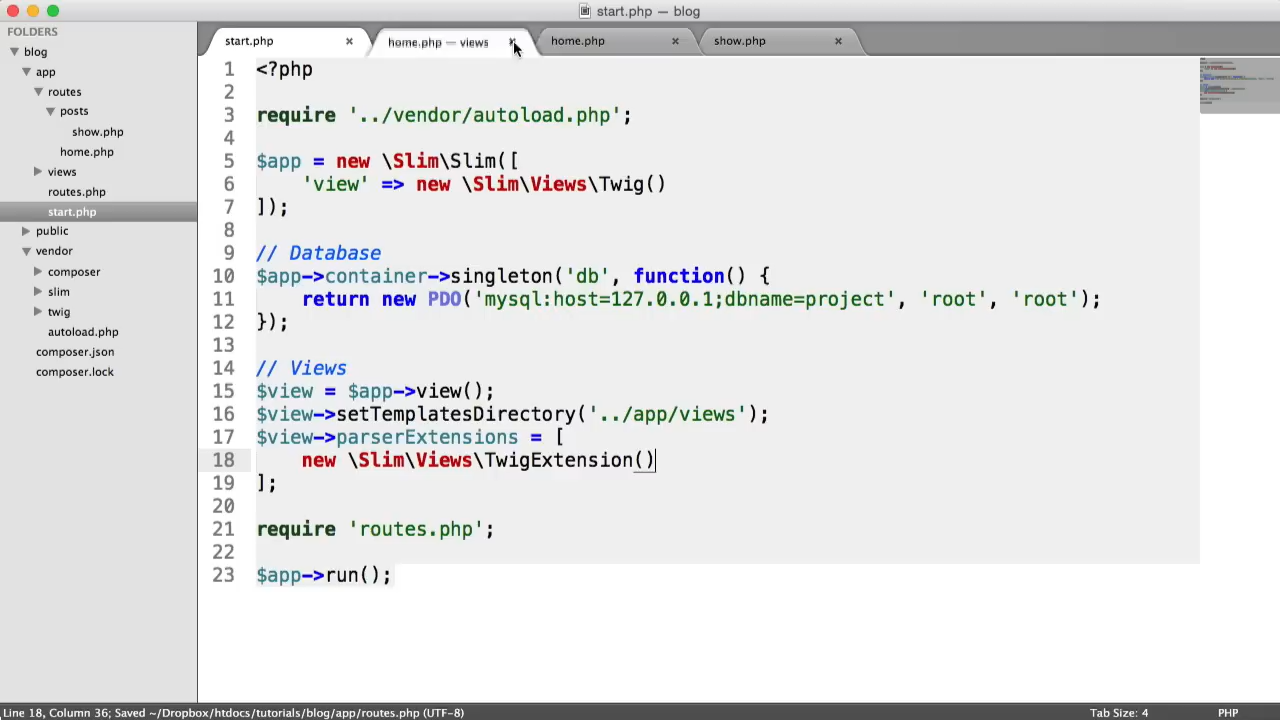 start.php — blog
FOLDERS
blog
app
routes
posts
show.php
home.php
views
routes.php
start.php
public
vendor
composer
slim
twig
autoload.php
composer.json
composer.lock
start.php × home.php — views × home.php × show.php ×
1 <?php
2
3 require '../vendor/autoload.php';
4
5 $app = new \Slim\Slim([
6 'view' => new \Slim\Views\Twig()
7 ]);
8
9 // Database
10 $app->container->singleton('db', function() {
11 return new PDO('mysql:host=127.0.0.1;dbname=project', 'root', 'root');
12 });
13
14 // Views
15 $view = $app->view();
16 $view->setTemplatesDirectory('../app/views');
17 $view->parserExtensions = [
18 new \Slim\Views\TwigExtension()
19 ];
20
21 require 'routes.php';
22
23 $app->run();
Line 18, Column 36; Saved ~/Dropbox/htdocs/tutorials/blog/app/routes.php (UTF-8) Tab Size: 4 PHP